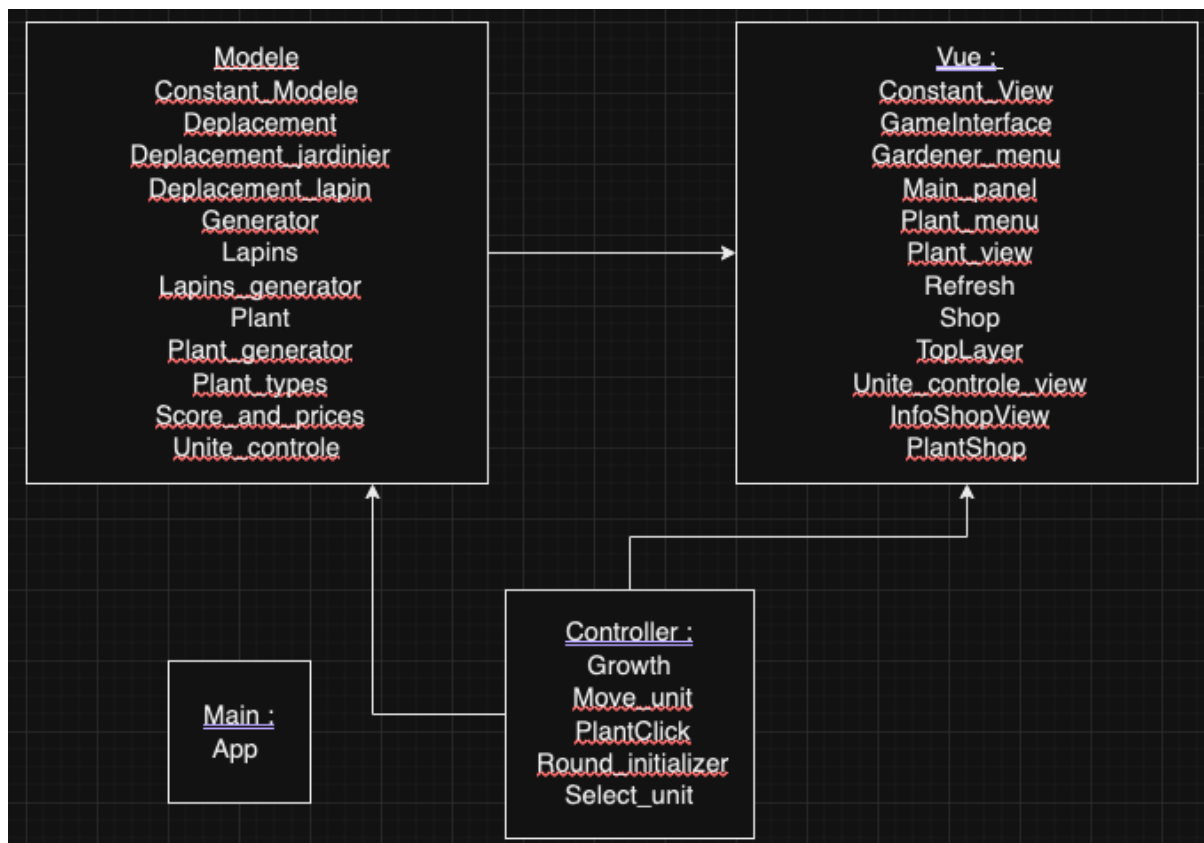 Modele
Constant_Modele
Deplacement
Deplacement_jardinier
Deplacement_lapin
Generator
Lapins
Lapins_generator
Plant
Plant_generator
Plant_types
Score_and_prices
Unite_controle
Vue :
Constant_View
GameInterface
Gardener_menu
Main_panel
Plant_menu
Plant_view
Refresh
Shop
TopLayer
Unite_controle_view
InfoShopView
PlantShop
Main :
App
Controller :
Growth
Move_unit
PlantClick
Round_initializer
Select_unit